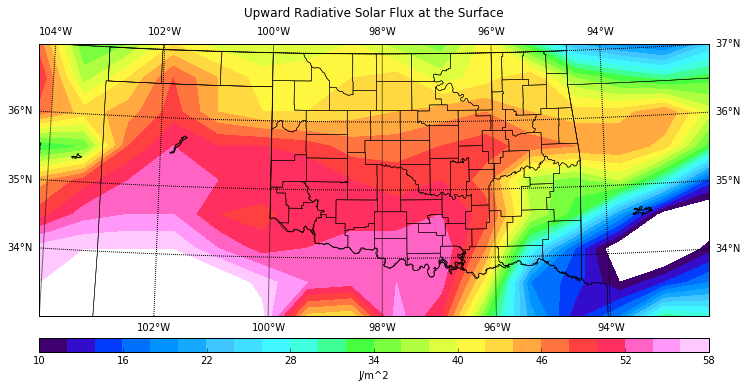 Upward Radiative Solar Flux at the Surface
104°W 102°W 100°W 98°W 96°W 94°W
37°N
36°N 36°N
35°N 35°N
34°N 34°N
102°W 100°W 98°W 96°W 94°W
10 16 22 28 34 40 46 52 58
J/m^2